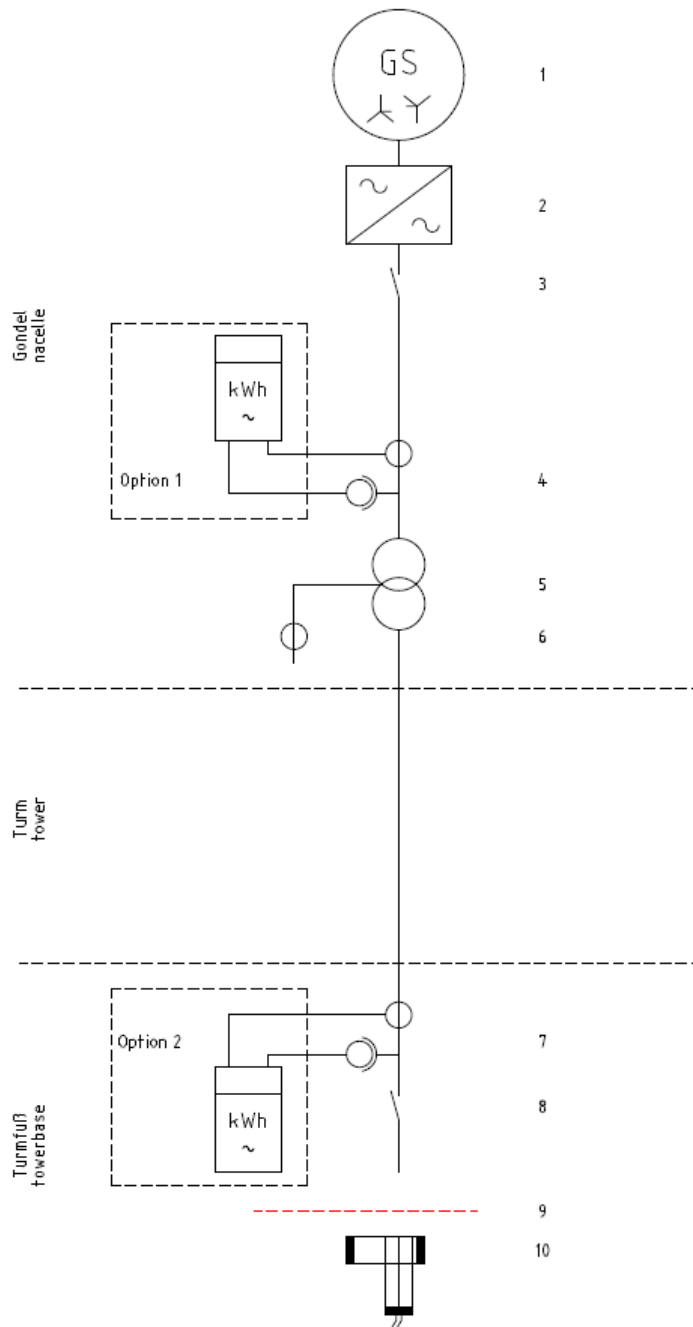 GS
1
2
3
Gondel
nacelle
kWh
~
Option 1
4
5
6
Turm
tower
Option 2
7
kWh
~
8
Turmfuß
towerbase
9
10